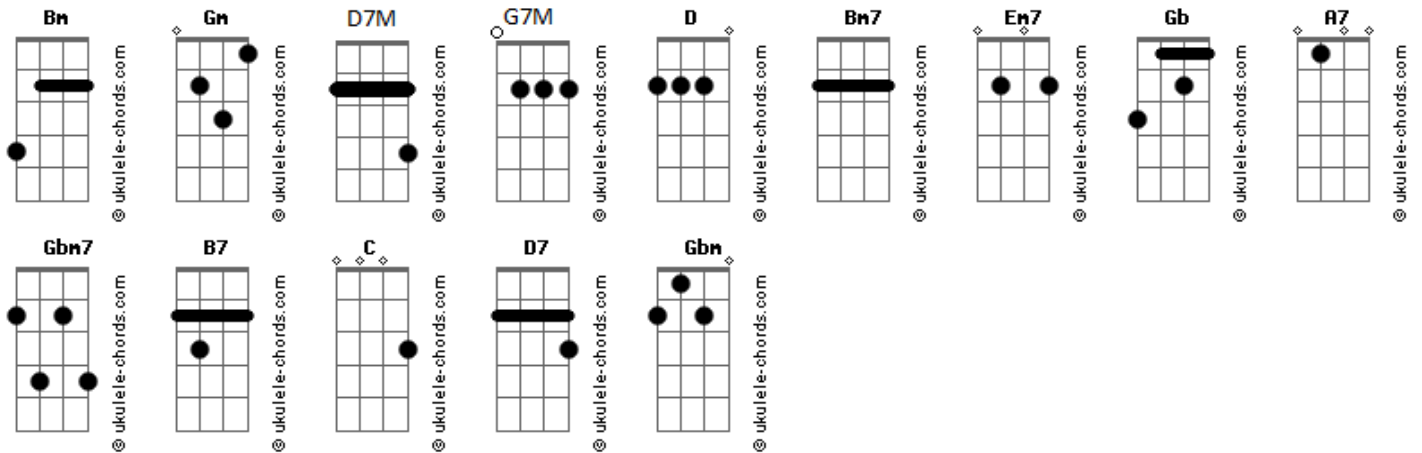 Bm Gm D7M G7M D Bm7 Em7 Gb A7
© ukulele-chords.com © ukulele-chords.com © ukulele-chords.com © ukulele-chords.com © ukulele-chords.com © ukulele-chords.com © ukulele-chords.com © ukulele-chords.com © ukulele-chords.com
Gbm7 B7 C D7 Gbm
© ukulele-chords.com © ukulele-chords.com © ukulele-chords.com © ukulele-chords.com © ukulele-chords.com